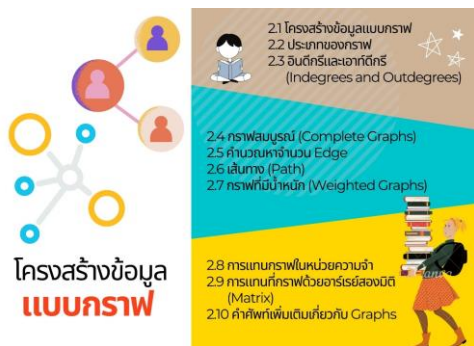 โครงสร้างข้อมูล
แบบกราฟ
2.1 โครงสร้างข้อมูลแบบกราฟ
2.2 ประเภทของกราฟ
2.3 อินดีกรีและเอาท์ดีกรี
(Indegrees and Outdegrees)
2.4 กราฟสมบูรณ์ (Complete Graphs)
2.5 คำนวณหาจำนวน Edge
2.6 เส้นทาง (Path)
2.7 กราฟที่มีน้ำหนัก (Weighted Graphs)
2.8 การแทนกราฟในหน่วยความจำ
2.9 การแทนที่กราฟด้วยอาร์เรย์สองมิติ
(Matrix)
2.10 คำศัพท์เพิ่มเติมเกี่ยวกับ Graphs